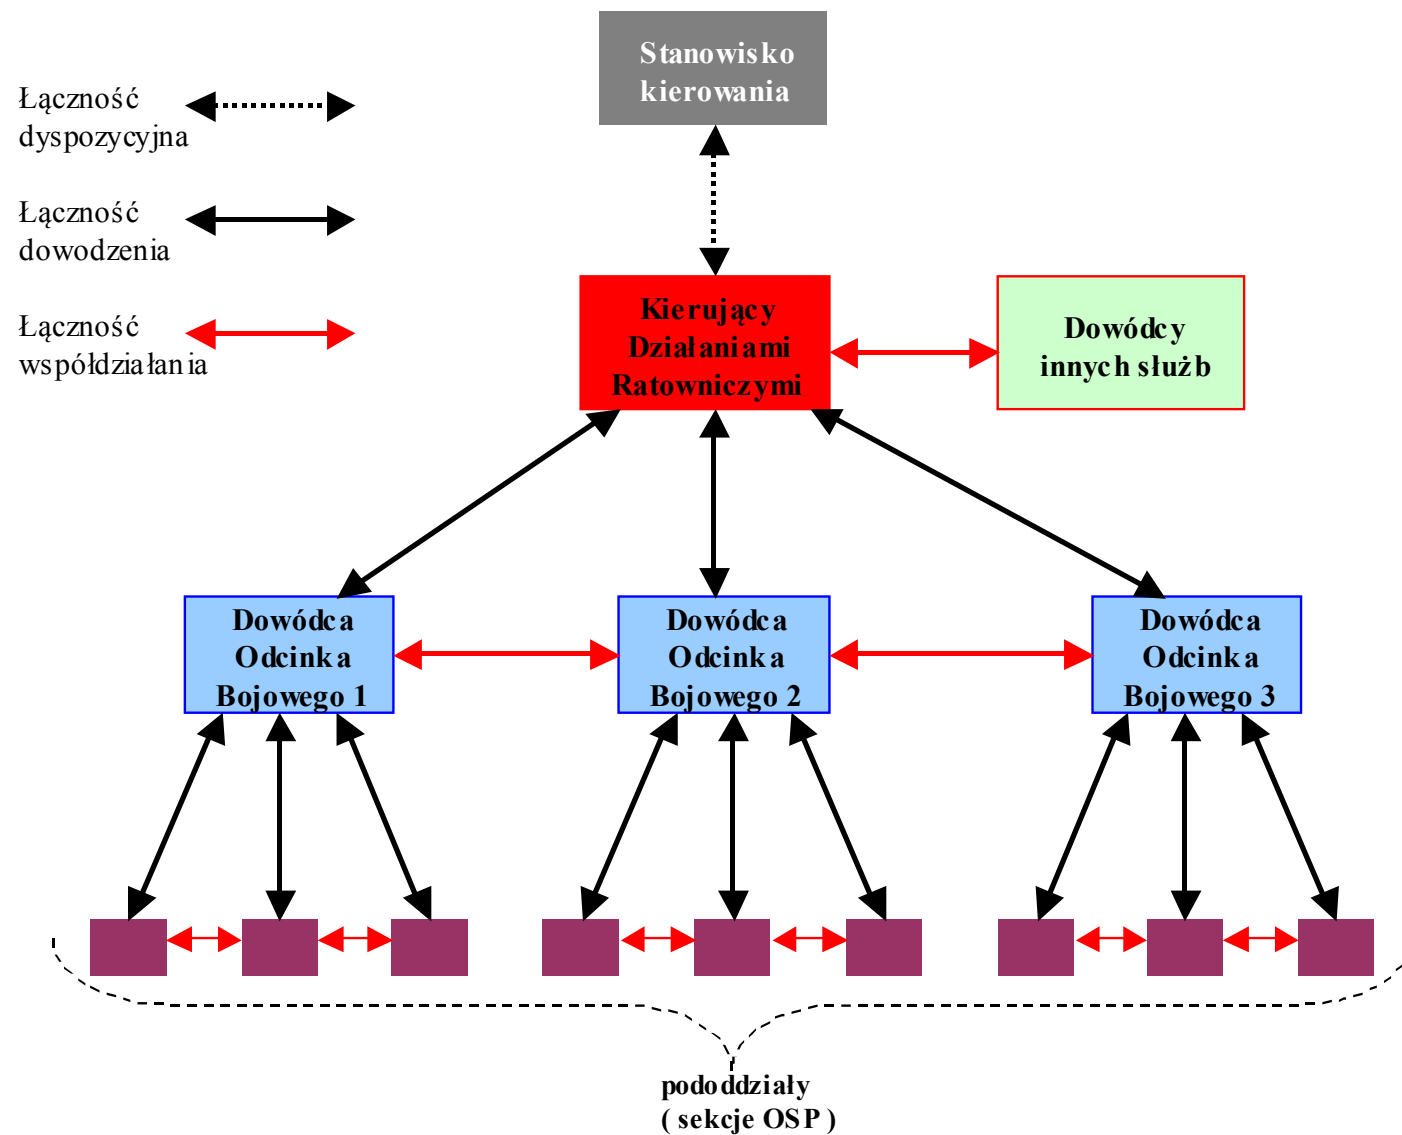 Stanowisko
kierowania
Łączność
dyspozycyjna
Łączność
dowodzenia
Łączność
współdziałania
Kierujący
Działaniami
Ratowniczymi
Dowódcy
innych służb
Dowódca
Odcinka
Bojowego 1
Dowódca
Odcinka
Bojowego 2
Dowódca
Odcinka
Bojowego 3
pododdziały
( sekcje OSP )